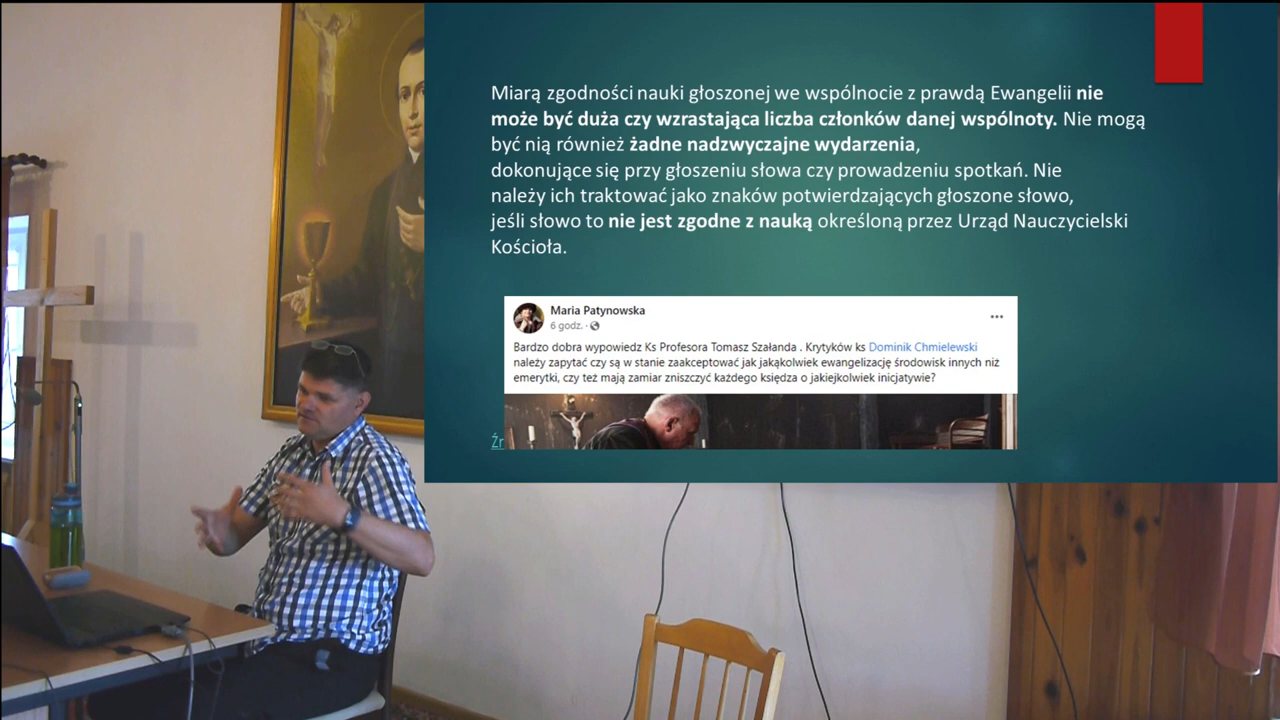 Miarą zgodności nauki głoszonej we wspólnocie z prawdą Ewangelii nie
może być duża czy wzrastająca liczba członków danej wspólnoty. Nie mogą
być nią również żadne nadzwyczajne wydarzenia,
dokonujące się przy głoszeniu słowa czy prowadzeniu spotkań. Nie
należy ich traktować jako znaków potwierdzających głoszone słowo,
jeśli słowo to nie jest zgodne z nauką określoną przez Urząd Nauczycielski
Kościoła.
Maria Patynowska
6 godz. ·
Bardzo dobra wypowiedz Ks Profesora Tomasz Szałanda . Krytyków ks Dominik Chmielewski
należy zapytać czy są w stanie zaakceptować jak jakąkolwiek ewangelizację środowisk innych niż
emerytki, czy też mają zamiar zniszczyć każdego księdza o jakiejkolwiek inicjatywie?
Źr